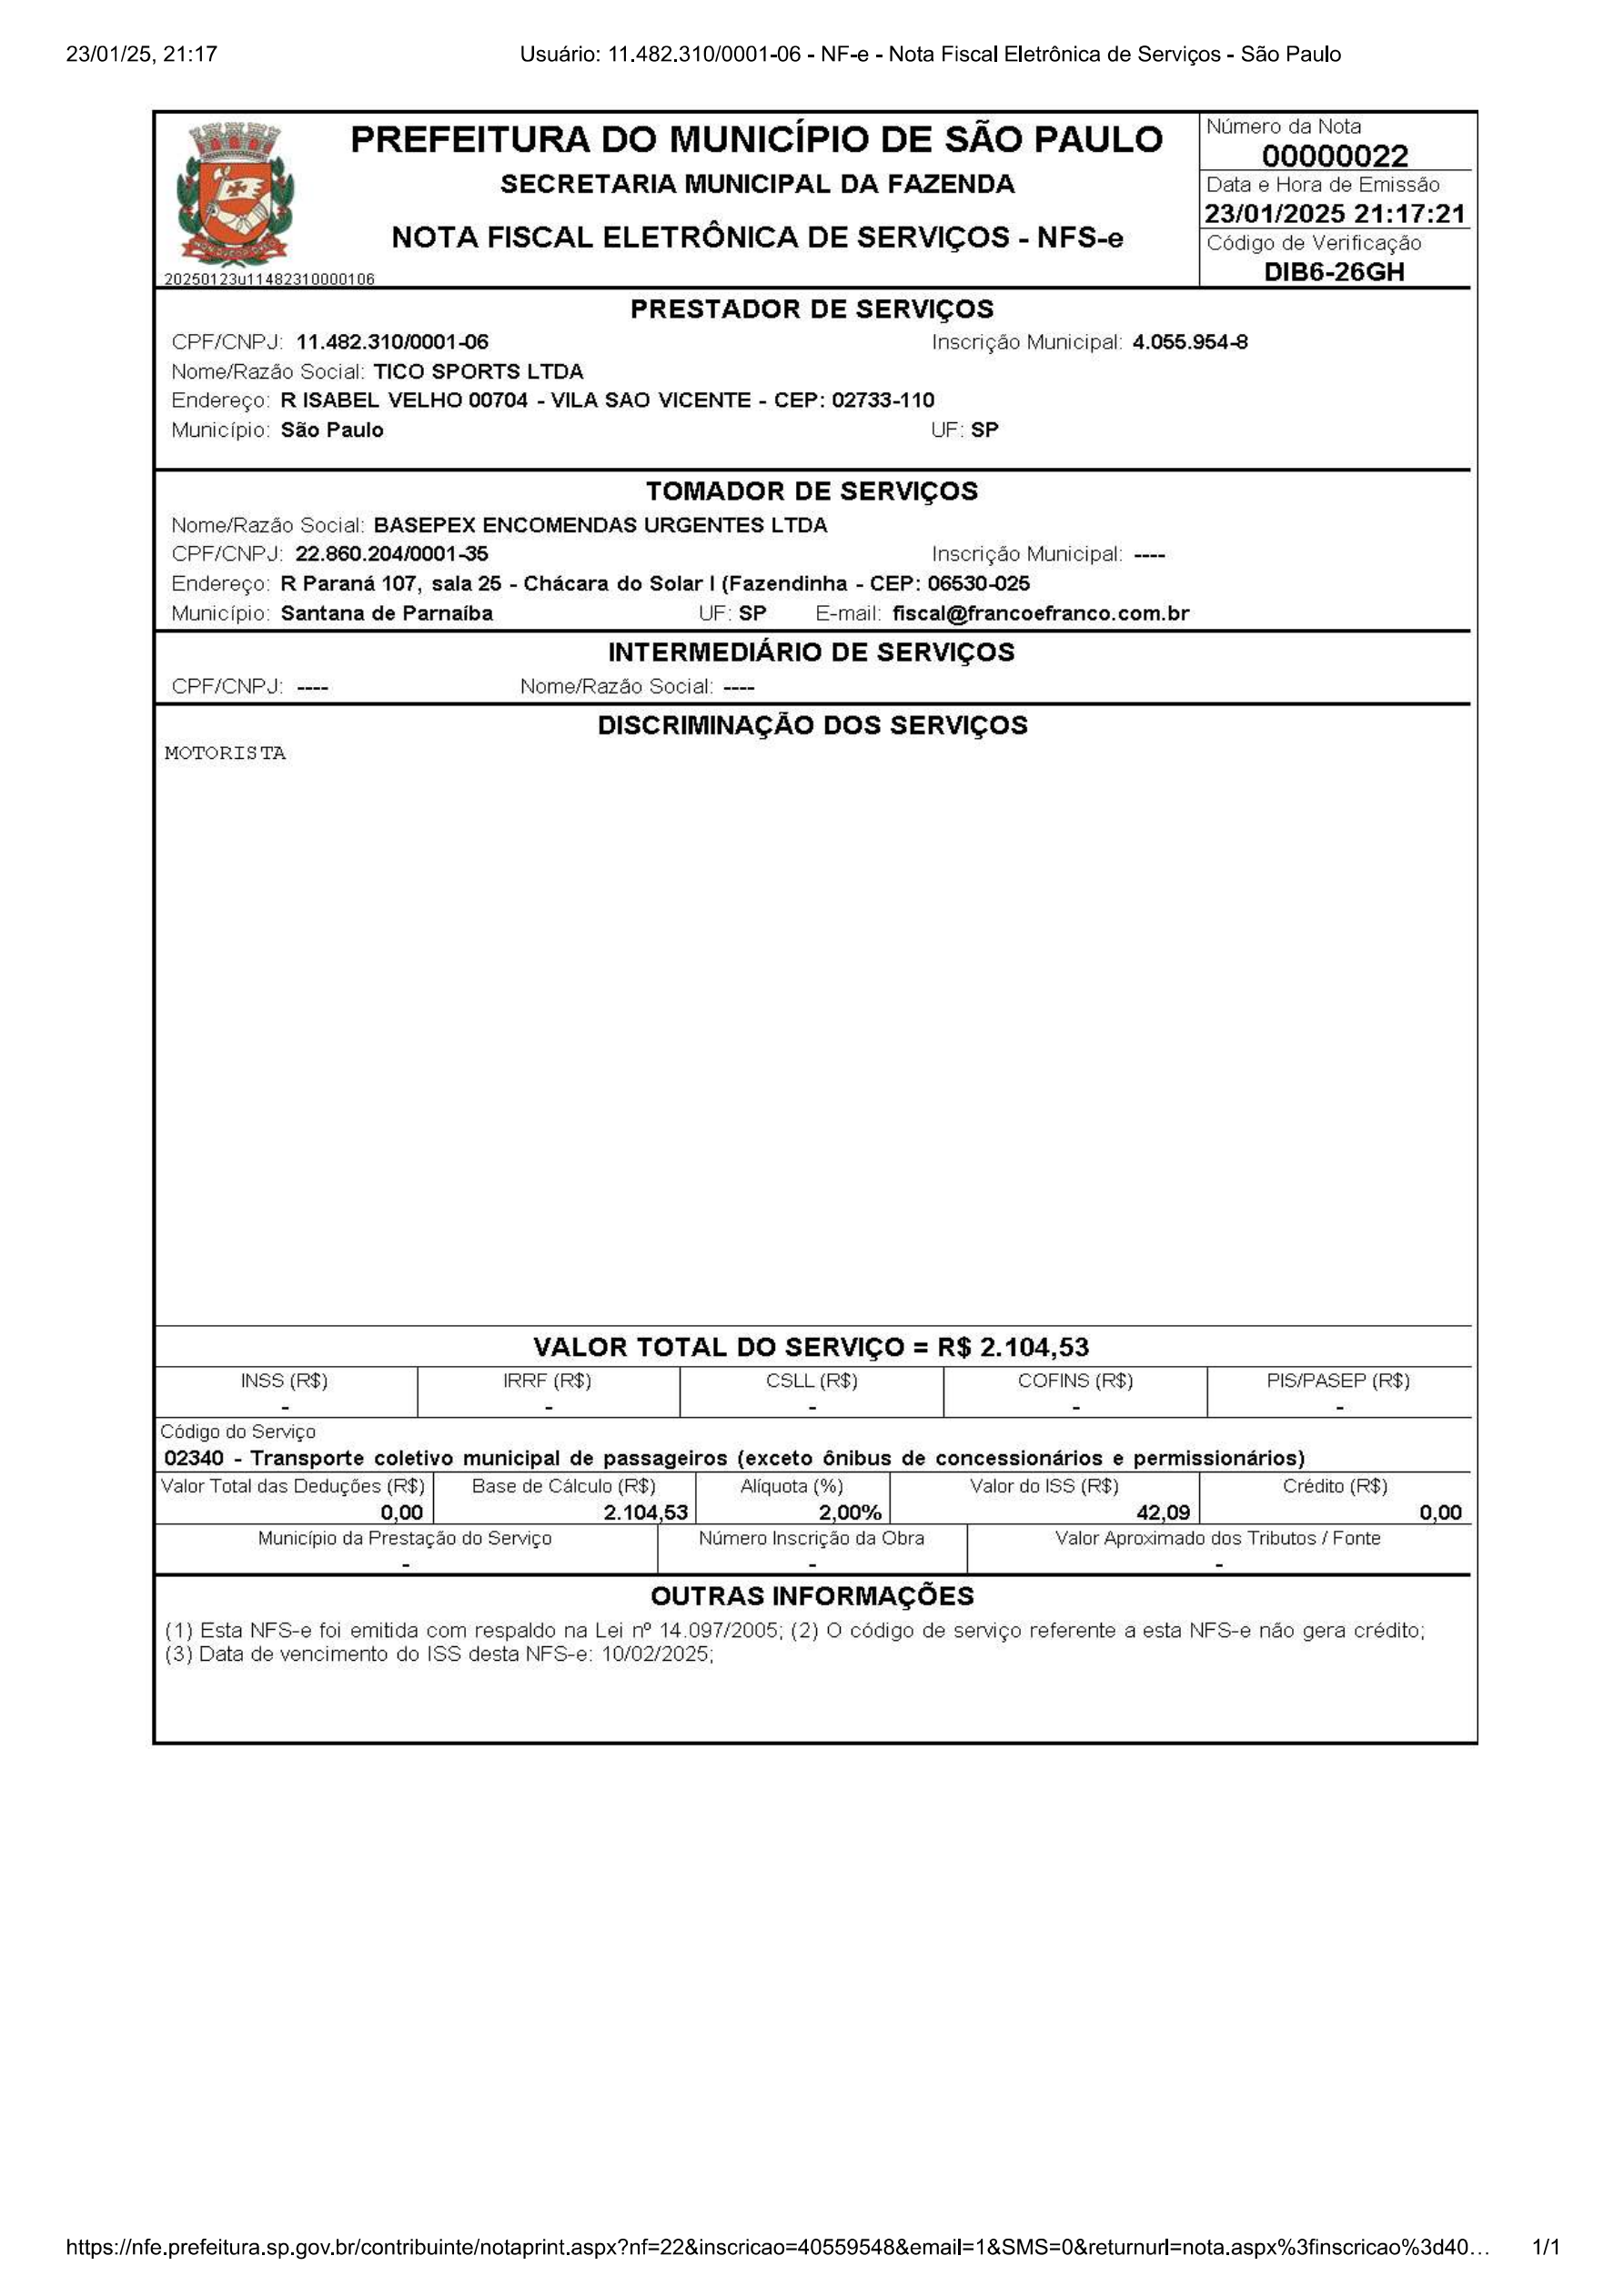 23/01/25, 21:17 Usuário: 11.482.310/0001-06 - NF-e - Nota Fiscal Eletrônica de Serviços - São Paulo
PREFEITURA DO MUNICÍPIO DE SÃO PAULO
SECRETARIA MUNICIPAL DA FAZENDA
NOTA FISCAL ELETRÔNICA DE SERVIÇOS - NFS-e
20250123u11482310000106
Número da Nota
00000022
Data e Hora de Emissão
23/01/2025 21:17:21
Código de Verificação
DIB6-26GH
PRESTADOR DE SERVIÇOS
CPF/CNPJ: 11.482.310/0001-06 Inscrição Municipal: 4.055.954-8
Nome/Razão Social: TICO SPORTS LTDA
Endereço: R ISABEL VELHO 00704 - VILA SAO VICENTE - CEP: 02733-110
Município: São Paulo UF: SP
TOMADOR DE SERVIÇOS
Nome/Razão Social: BASEPEX ENCOMENDAS URGENTES LTDA
CPF/CNPJ: 22.860.204/0001-35 Inscrição Municipal: ----
Endereço: R Paraná 107, sala 25 - Chácara do Solar I (Fazendinha - CEP: 06530-025
Município: Santana de Parnaíba UF: SP E-mail: fiscal@francoefranco.com.br
INTERMEDIÁRIO DE SERVIÇOS
CPF/CNPJ: ---- Nome/Razão Social: ----
DISCRIMINAÇÃO DOS SERVIÇOS
MOTORISTA
VALOR TOTAL DO SERVIÇO = R$ 2.104,53
INSS (R$) IRRF (R$) CSLL (R$) COFINS (R$) PIS/PASEP (R$)
- - - - -
Código do Serviço
02340 - Transporte coletivo municipal de passageiros (exceto ônibus de concessionários e permissionários)
Valor Total das Deduções (R$) Base de Cálculo (R$) Alíquota (%) Valor do ISS (R$) Crédito (R$)
0,00 2.104,53 2,00% 42,09 0,00
Município da Prestação do Serviço Número Inscrição da Obra Valor Aproximado dos Tributos / Fonte
- - -
OUTRAS INFORMAÇÕES
(1) Esta NFS-e foi emitida com respaldo na Lei nº 14.097/2005; (2) O código de serviço referente a esta NFS-e não gera crédito;
(3) Data de vencimento do ISS desta NFS-e: 10/02/2025;
https://nfe.prefeitura.sp.gov.br/contribuinte/notaprint.aspx?nf=22&inscricao=40559548&email=1&SMS=0&returnurl=nota.aspx%3finscricao%3d40… 1/1